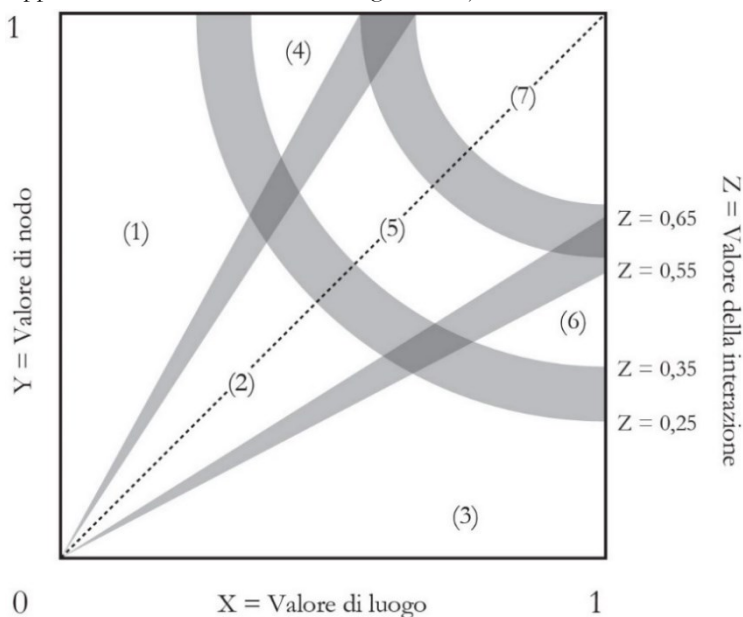 1
(4)
(7)
Y = Valore di nodo
(1)
(5)
Z = 0,65
Z = 0,55
(6)
Z = 0,35
Z = 0,25
Z = Valore della interazione
(2)
(3)
0
X = Valore di luogo
1